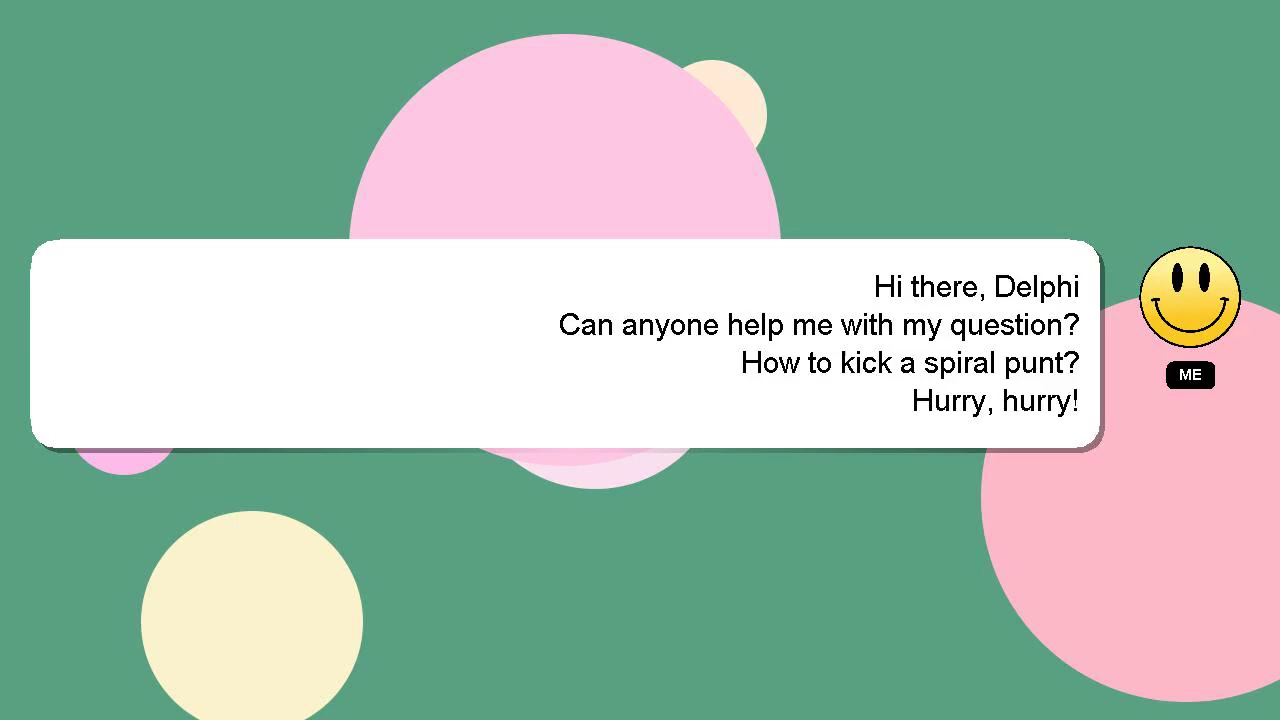 Hi there, Delphi
Can anyone help me with my question?
How to kick a spiral punt?
Hurry, hurry!
ME